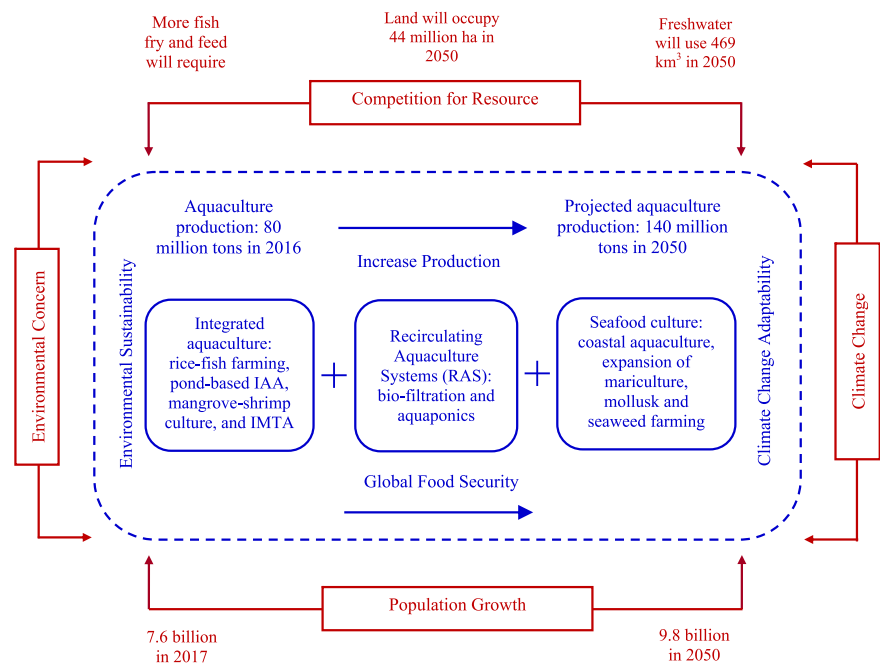 More fish
fry and feed
will require
Land will occupy
44 million ha in
2050
Freshwater
will use 469
km³ in 2050
Competition for Resource
Environmental Concern
Environmental Sustainability
Aquaculture
production: 80
million tons in 2016
Increase Production
Projected aquaculture
production: 140 million
tons in 2050
Integrated
aquaculture:
rice-fish farming,
pond-based IAA,
mangrove-shrimp
culture, and IMTA
+
Recirculating
Aquaculture
Systems (RAS):
bio-filtration and
aquaponics
+
Seafood culture:
coastal aquaculture,
expansion of
mariculture,
mollusk and
seaweed farming
Climate Change Adaptability
Climate Change
Global Food Security
Population Growth
7.6 billion
in 2017
9.8 billion
in 2050